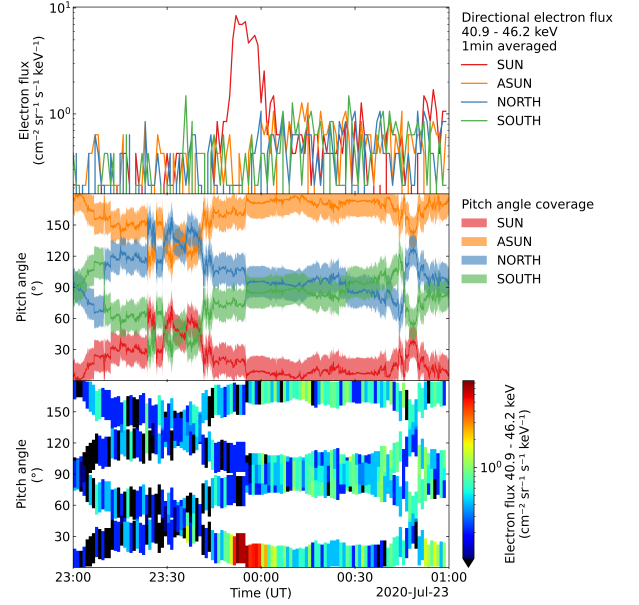 10¹
10⁰
Electron flux
(cm⁻² sr⁻¹ s⁻¹ keV⁻¹)
Directional electron flux
40.9 - 46.2 keV
1min averaged
SUN
ASUN
NORTH
SOUTH
150
120
90
60
30
Pitch angle
(°)
Pitch angle coverage
SUN
ASUN
NORTH
SOUTH
150
120
90
60
30
Pitch angle
(°)
10⁰
Electron flux 40.9 - 46.2 keV
(cm⁻² sr⁻¹ s⁻¹ keV⁻¹)
23:00
23:30
00:00
00:30
01:00
Time (UT)
2020-Jul-23